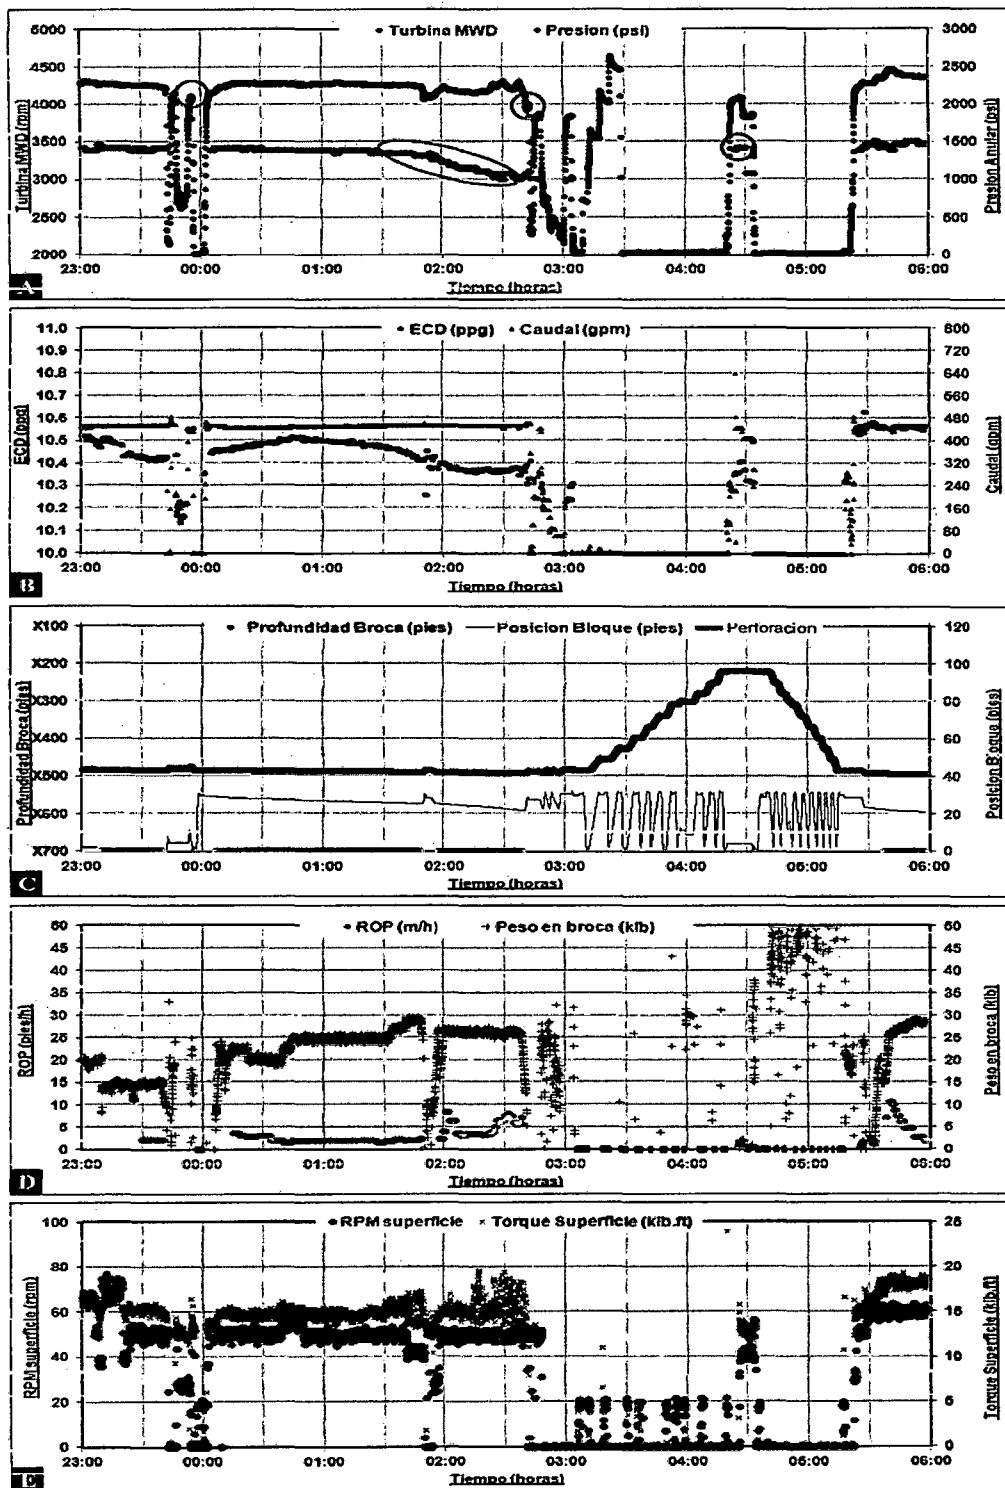 Turbina MWD Presion (psi)
5000 4500 4000 3500 3000 2500 2000
Turbina MWD (rpm)
3000 2500 2000 1500 1000 500 0
Presion Anular (psi)
23:00 00:00 01:00 02:00 03:00 04:00 05:00 06:00
Tiempo (horas)
A
ECD (ppg) Caudal (gpm)
11.0 10.9 10.8 10.7 10.6 10.5 10.4 10.3 10.2 10.1 10.0
ECD (ppg)
800 720 640 560 480 400 320 240 160 80 0
Caudal (gpm)
23:00 00:00 01:00 02:00 03:00 04:00 05:00 06:00
Tiempo (horas)
B
Profundidad Broca (pies) Posicion Bloque (pies) Perforacion
X100 X200 X300 X400 X500 X600 X700
Profundidad Broca (pies)
120 100 80 60 40 20 0
Posicion Bloque (pies)
23:00 00:00 01:00 02:00 03:00 04:00 05:00 06:00
Tiempo (horas)
C
ROP (m/h) Peso en broca (klb)
50 45 40 35 30 25 20 15 10 5 0
ROP (pies/h)
50 45 40 35 30 25 20 15 10 5 0
Peso en broca (klb)
23:00 00:00 01:00 02:00 03:00 04:00 05:00 06:00
Tiempo (horas)
D
RPM superficie Torque Superficie (klb.ft)
100 80 60 40 20 0
RPM superficie (rpm)
25 20 15 10 5 0
Torque Superficie (klb.ft)
23:00 00:00 01:00 02:00 03:00 04:00 05:00 06:00
Tiempo (horas)